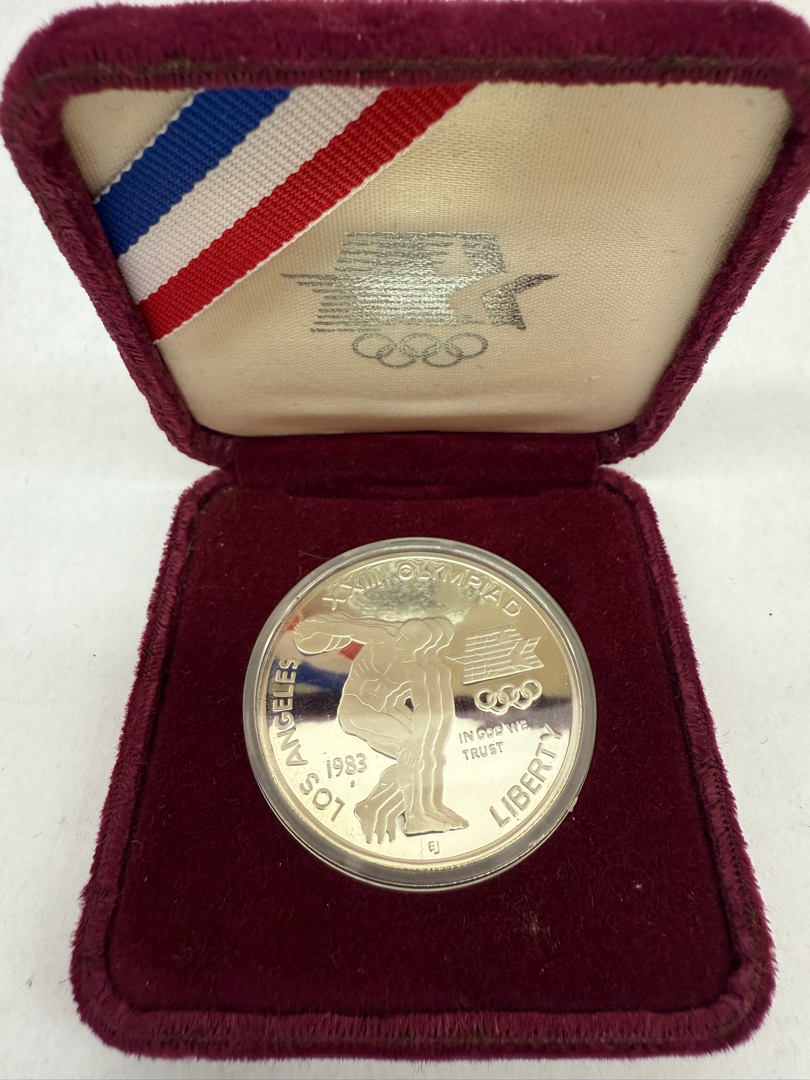 XXIII OLYMPIAD
LOS ANGELES
1983
IN GOD WE
TRUST
LIBERTY
EJ